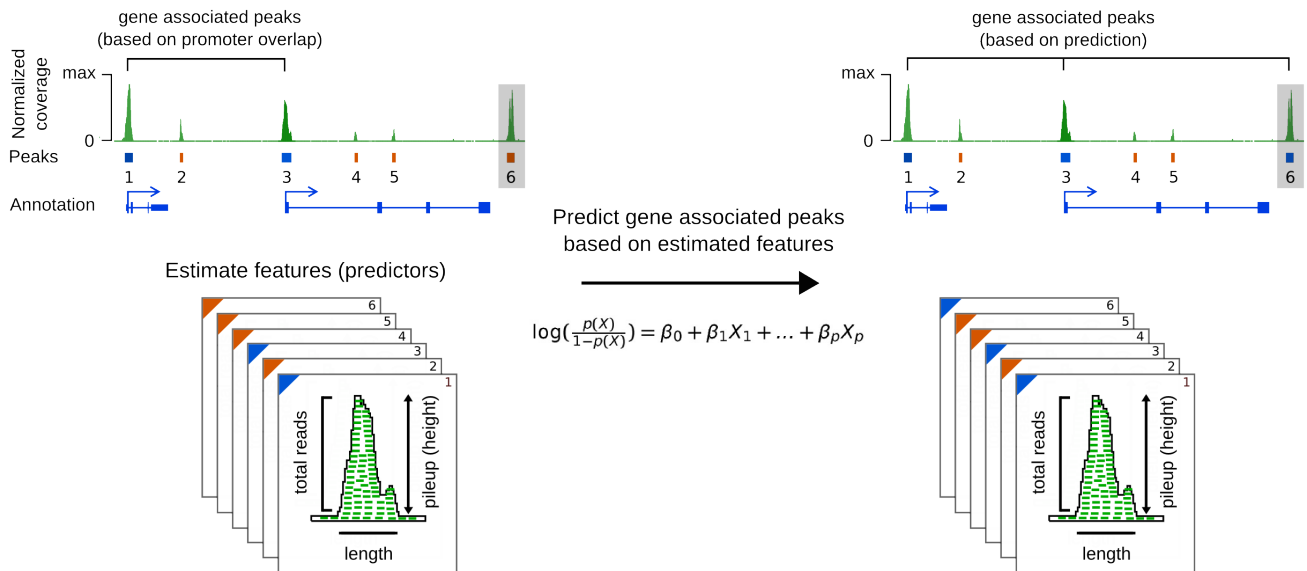 gene associated peaks
(based on promoter overlap)
Normalized
coverage
max
0
Peaks
1 2 3 4 5 6
Annotation
gene associated peaks
(based on prediction)
max
0
1 2 3 4 5 6
Predict gene associated peaks
based on estimated features
log(p(X)/1−p(X)) = β0 + β1X1 + ... + βpXp
Estimate features (predictors)
6
5
4
3
2
1
total reads
pileup (height)
length
6
5
4
3
2
1
total reads
pileup (height)
length